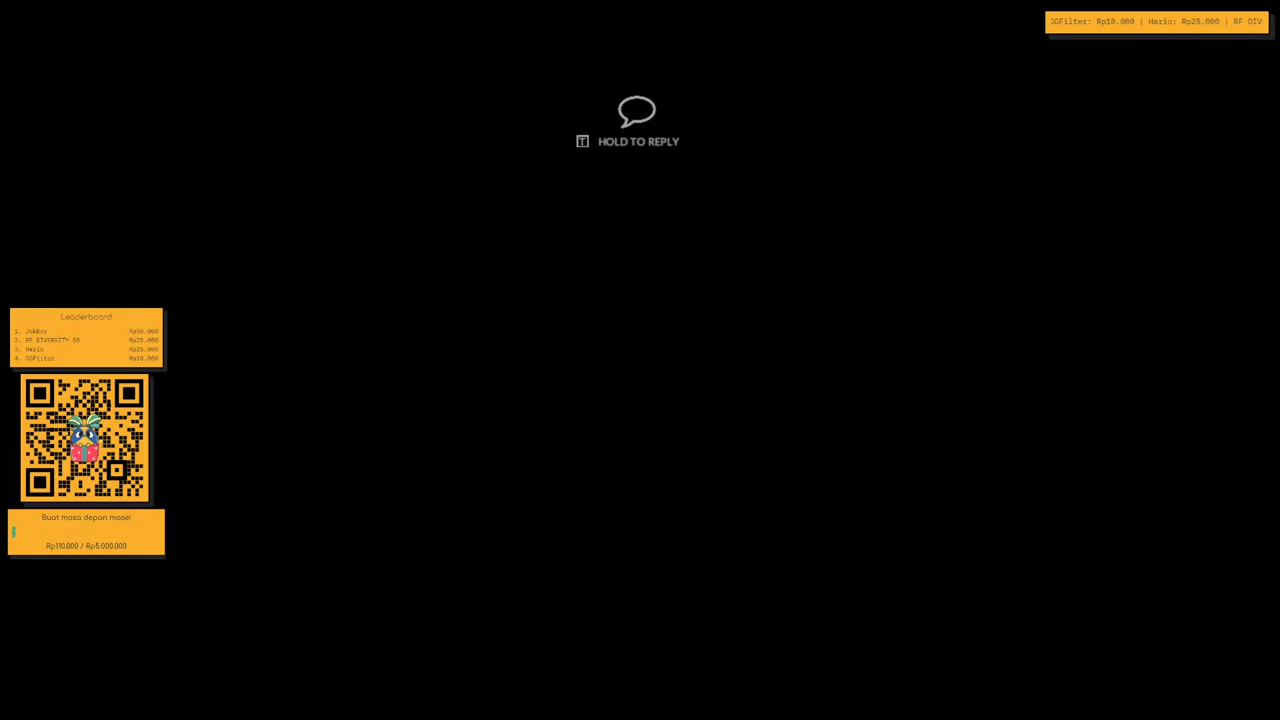 GGFilter: Rp10.000 | Hario: Rp25.000 | RF DIV
T HOLD TO REPLY
Leaderboard
1. JokBoy Rp50.000
2. RF DIVERSITY 56 Rp25.000
3. Hario Rp25.000
4. GGFilter Rp10.000
Buat masa depan mase!
Rp110.000 / Rp5.000.000